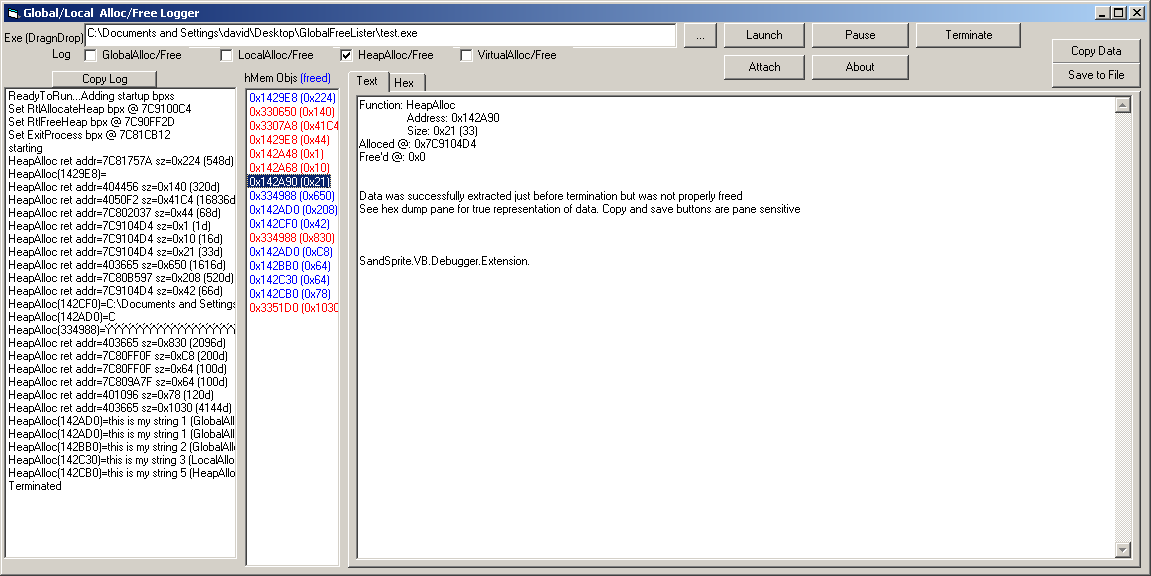 Global/Local Alloc/Free Logger
Exe (DragnDrop) C:\Documents and Settings\david\Desktop\GlobalFreeLister\test.exe ... Launch Pause Terminate
Log GlobalAlloc/Free LocalAlloc/Free HeapAlloc/Free VirtualAlloc/Free
Attach About
Copy Data
Save to File
Copy Log
ReadyToRun...Adding startup bpxs
Set RtlAllocateHeap bpx @ 7C9100C4
Set RtlFreeHeap bpx @ 7C90FF2D
Set ExitProcess bpx @ 7C81CB12
starting
HeapAlloc ret addr=7C81757A sz=0x224 (548d)
HeapAlloc(1429E8)=
HeapAlloc ret addr=404456 sz=0x140 (320d)
HeapAlloc ret addr=4050F2 sz=0x41C4 (16836d
HeapAlloc ret addr=7C802037 sz=0x44 (68d)
HeapAlloc ret addr=7C9104D4 sz=0x1 (1d)
HeapAlloc ret addr=7C9104D4 sz=0x10 (16d)
HeapAlloc ret addr=7C9104D4 sz=0x21 (33d)
HeapAlloc ret addr=403665 sz=0x650 (1616d)
HeapAlloc ret addr=7C80B597 sz=0x208 (520d)
HeapAlloc ret addr=7C9104D4 sz=0x42 (66d)
HeapAlloc(142CF0)=C:\Documents and Settings
HeapAlloc(142AD0)=C
HeapAlloc(334988)=ÝÝÝÝÝÝÝÝÝÝÝÝÝÝÝÝÝ
HeapAlloc ret addr=403665 sz=0x830 (2096d)
HeapAlloc ret addr=7C80FF0F sz=0xC8 (200d)
HeapAlloc ret addr=7C80FF0F sz=0x64 (100d)
HeapAlloc ret addr=7C809A7F sz=0x64 (100d)
HeapAlloc ret addr=401096 sz=0x78 (120d)
HeapAlloc ret addr=403665 sz=0x1030 (4144d)
HeapAlloc(142AD0)=this is my string 1 (GlobalAll
HeapAlloc(142AD0)=this is my string 1 (GlobalAll
HeapAlloc(142BB0)=this is my string 2 (GlobalAll
HeapAlloc(142C30)=this is my string 3 (LocalAllo
HeapAlloc(142CB0)=this is my string 5 (HeapAllo
Terminated
hMem Objs (freed)
0x1429E8 (0x224)
0x330650 (0x140)
0x3307A8 (0x41C4
0x1429E8 (0x44)
0x142A48 (0x1)
0x142A68 (0x10)
0x142A90 (0x21)
0x334988 (0x650)
0x142AD0 (0x208)
0x142CF0 (0x42)
0x334988 (0x830)
0x142AD0 (0xC8)
0x142BB0 (0x64)
0x142C30 (0x64)
0x142CB0 (0x78)
0x3351D0 (0x1030
Text Hex
Function: HeapAlloc
Address: 0x142A90
Size: 0x21 (33)
Alloced @: 0x7C9104D4
Free'd @: 0x0
Data was successfully extracted just before termination but was not properly freed
See hex dump pane for true representation of data. Copy and save buttons are pane sensitive
SandSprite.VB.Debugger.Extension.